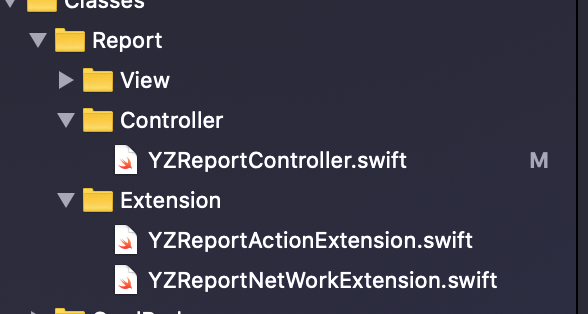 Classes
Report
View
Controller
YZReportController.swift M
Extension
YZReportActionExtension.swift
YZReportNetWorkExtension.swift